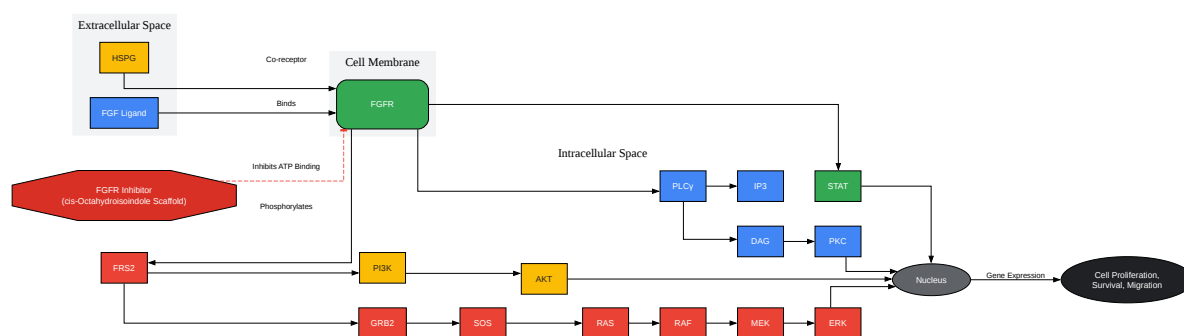 Extracellular Space
HSPG
Co-receptor
Cell Membrane
FGF Ligand
Binds
FGFR
Intracellular Space
Inhibits ATP Binding
FGFR Inhibitor
(cis-Octahydroisoindole Scaffold)
Phosphorylates
PLCγ
IP3
STAT
DAG
PKC
FRS2
PI3K
AKT
Nucleus
Gene Expression
Cell Proliferation,
Survival, Migration
GRB2
SOS
RAS
RAF
MEK
ERK